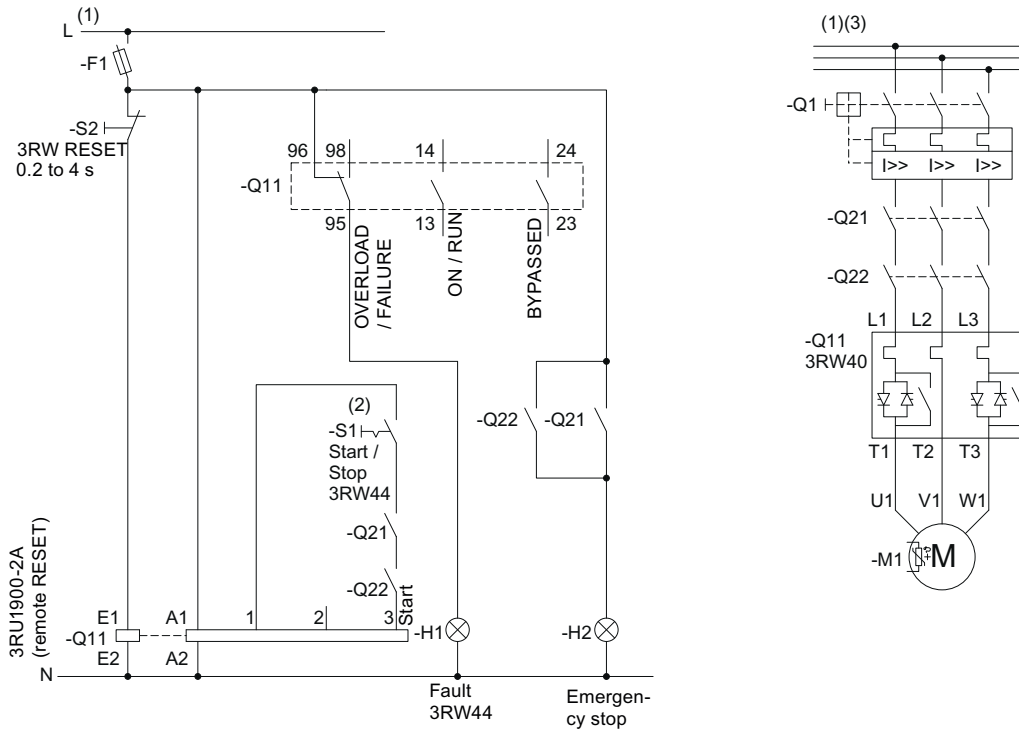 (1)
L
-F1
-S2
3RW RESET
0.2 to 4 s
96 98 14 24
-Q11
95 13 23
OVERLOAD
/ FAILURE
ON / RUN
BYPASSED
(2)
-S1
Start /
Stop
3RW44
-Q22 -Q21
-Q21
-Q22
Start
3RU1900-2A
(remote RESET)
E1 A1 1 2 3
-Q11 -H1 -H2
E2 A2
N
Fault
3RW44
Emergen-
cy stop
(1)(3)
-Q1
I>> I>> I>>
-Q21
-Q22
L1 L2 L3
-Q11
3RW40
T1 T2 T3
U1 V1 W1
-M1 M